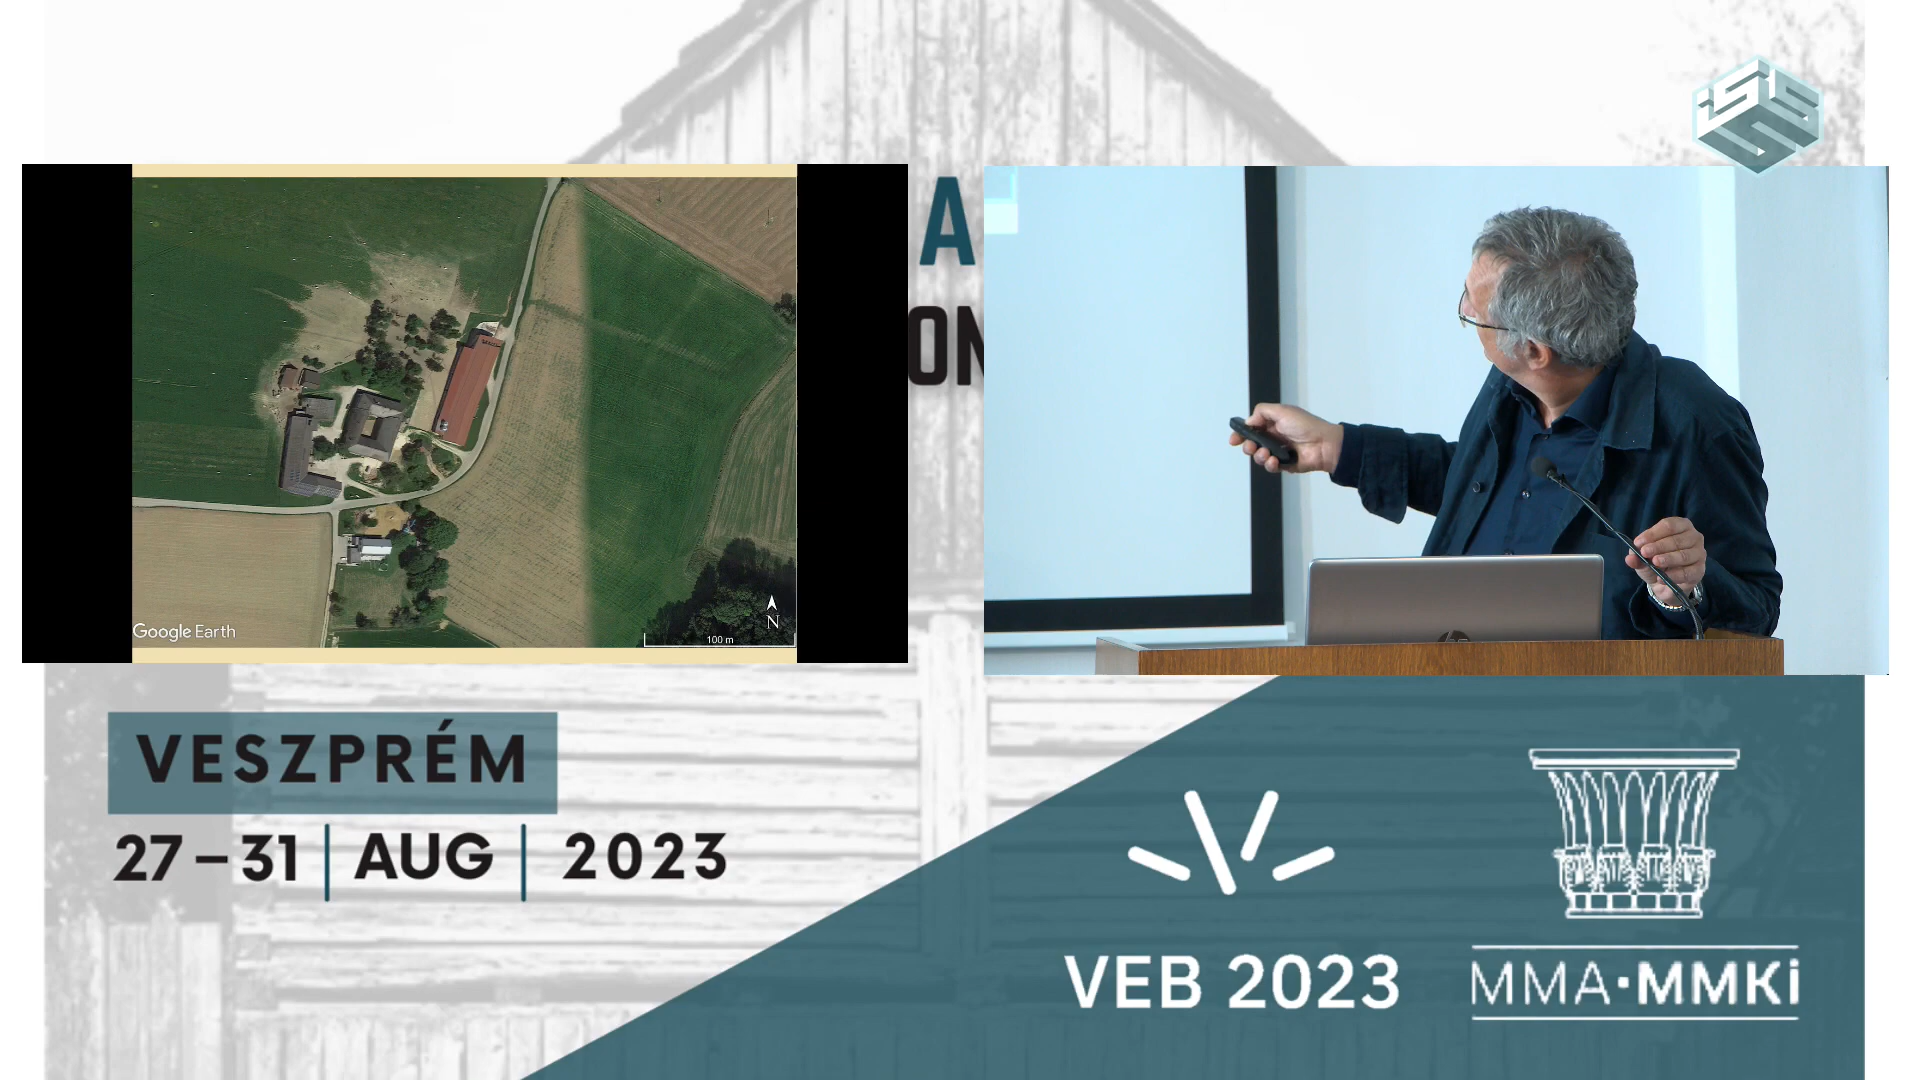 A
ON
Google Earth
100 m
N
VESZPRÉM
27–31 | AUG | 2023
VEB 2023
MMA·MMKi